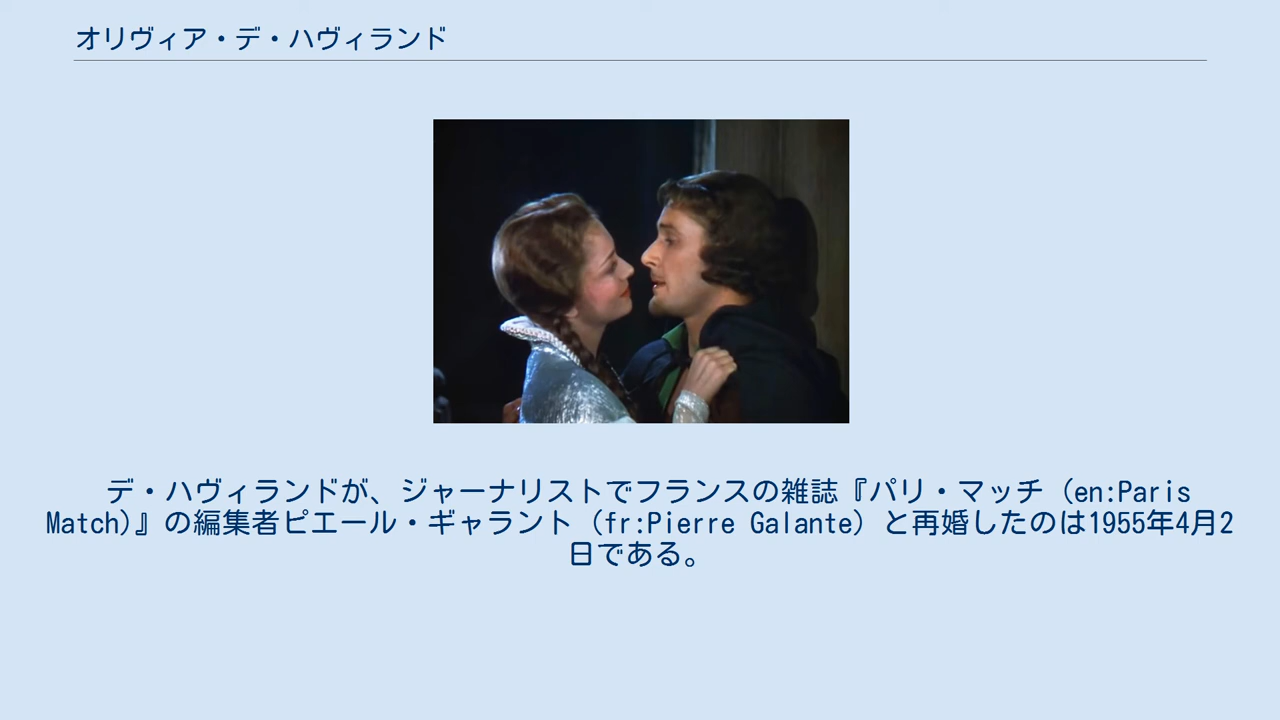 オリヴィア・デ・ハヴィランド
デ・ハヴィランドが、ジャーナリストでフランスの雑誌『パリ・マッチ（en:Paris
Match)』の編集者ピエール・ギャラント（fr:Pierre Galante）と再婚したのは1955年4月2
日である。